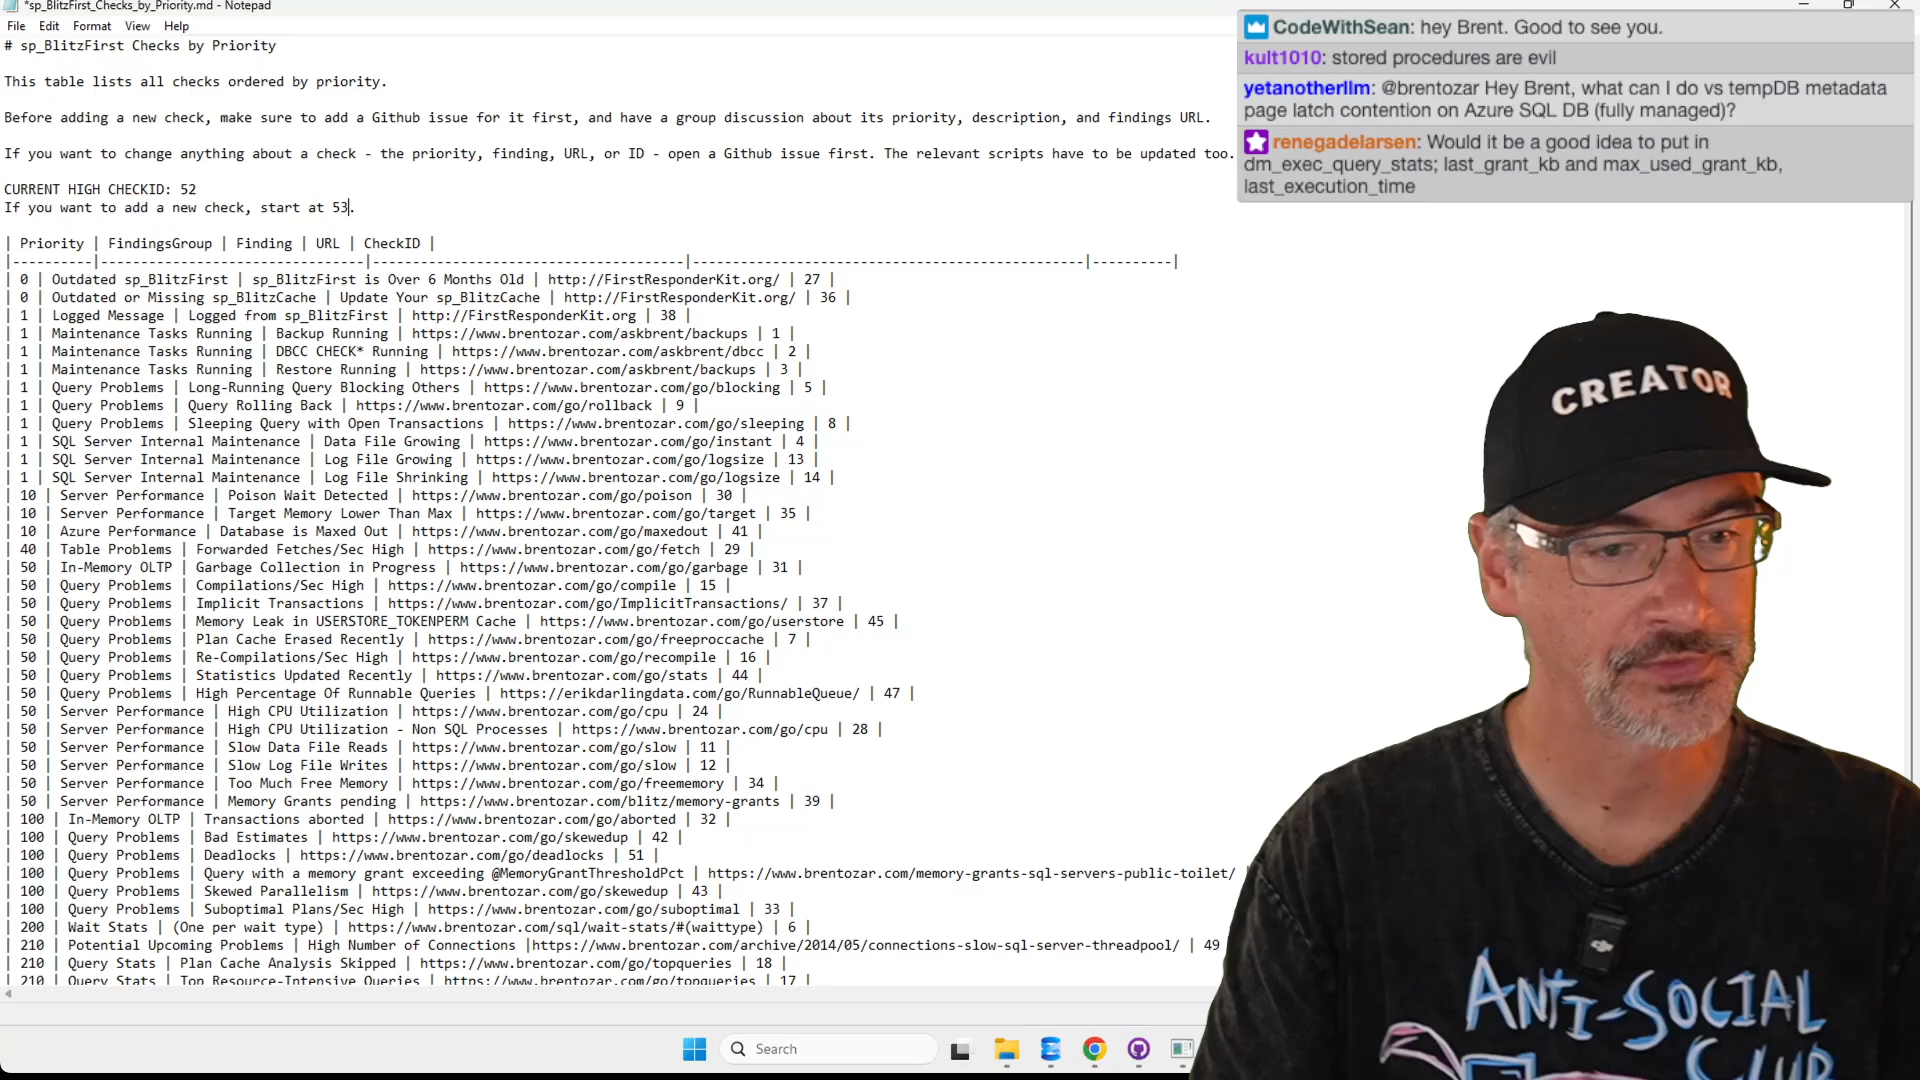 *sp_BlitzFirst_Checks_by_Priority.md - Notepad
File Edit Format View Help
# sp_BlitzFirst Checks by Priority
This table lists all checks ordered by priority.
Before adding a new check, make sure to add a Github issue for it first, and have a group discussion about its priority, description, and findings URL.
If you want to change anything about a check - the priority, finding, URL, or ID - open a Github issue first. The relevant scripts have to be updated too.
CURRENT HIGH CHECKID: 52
If you want to add a new check, start at 53.
| Priority | FindingsGroup | Finding | URL | CheckID |
|----------|---------------------------------|---------------------------------------|-------------------------------------------------|----------|
| 0 | Outdated sp_BlitzFirst | sp_BlitzFirst is Over 6 Months Old | http://FirstResponderKit.org/ | 27 |
| 0 | Outdated or Missing sp_BlitzCache | Update Your sp_BlitzCache | http://FirstResponderKit.org/ | 36 |
| 1 | Logged Message | Logged from sp_BlitzFirst | http://FirstResponderKit.org | 38 |
| 1 | Maintenance Tasks Running | Backup Running | https://www.brentozar.com/askbrent/backups | 1 |
| 1 | Maintenance Tasks Running | DBCC CHECK* Running | https://www.brentozar.com/askbrent/dbcc | 2 |
| 1 | Maintenance Tasks Running | Restore Running | https://www.brentozar.com/askbrent/backups | 3 |
| 1 | Query Problems | Long-Running Query Blocking Others | https://www.brentozar.com/go/blocking | 5 |
| 1 | Query Problems | Query Rolling Back | https://www.brentozar.com/go/rollback | 9 |
| 1 | Query Problems | Sleeping Query with Open Transactions | https://www.brentozar.com/go/sleeping | 8 |
| 1 | SQL Server Internal Maintenance | Data File Growing | https://www.brentozar.com/go/instant | 4 |
| 1 | SQL Server Internal Maintenance | Log File Growing | https://www.brentozar.com/go/logsize | 13 |
| 1 | SQL Server Internal Maintenance | Log File Shrinking | https://www.brentozar.com/go/logsize | 14 |
| 10 | Server Performance | Poison Wait Detected | https://www.brentozar.com/go/poison | 30 |
| 10 | Server Performance | Target Memory Lower Than Max | https://www.brentozar.com/go/target | 35 |
| 10 | Azure Performance | Database is Maxed Out | https://www.brentozar.com/go/maxedout | 41 |
| 40 | Table Problems | Forwarded Fetches/Sec High | https://www.brentozar.com/go/fetch | 29 |
| 50 | In-Memory OLTP | Garbage Collection in Progress | https://www.brentozar.com/go/garbage | 31 |
| 50 | Query Problems | Compilations/Sec High | https://www.brentozar.com/go/compile | 15 |
| 50 | Query Problems | Implicit Transactions | https://www.brentozar.com/go/ImplicitTransactions/ | 37 |
| 50 | Query Problems | Memory Leak in USERSTORE_TOKENPERM Cache | https://www.brentozar.com/go/userstore | 45 |
| 50 | Query Problems | Plan Cache Erased Recently | https://www.brentozar.com/go/freeproccache | 7 |
| 50 | Query Problems | Re-Compilations/Sec High | https://www.brentozar.com/go/recompile | 16 |
| 50 | Query Problems | Statistics Updated Recently | https://www.brentozar.com/go/stats | 44 |
| 50 | Query Problems | High Percentage Of Runnable Queries | https://erikdarlingdata.com/go/RunnableQueue/ | 47 |
| 50 | Server Performance | High CPU Utilization | https://www.brentozar.com/go/cpu | 24 |
| 50 | Server Performance | High CPU Utilization - Non SQL Processes | https://www.brentozar.com/go/cpu | 28 |
| 50 | Server Performance | Slow Data File Reads | https://www.brentozar.com/go/slow | 11 |
| 50 | Server Performance | Slow Log File Writes | https://www.brentozar.com/go/slow | 12 |
| 50 | Server Performance | Too Much Free Memory | https://www.brentozar.com/go/freememory | 34 |
| 50 | Server Performance | Memory Grants pending | https://www.brentozar.com/blitz/memory-grants | 39 |
| 100 | In-Memory OLTP | Transactions aborted | https://www.brentozar.com/go/aborted | 32 |
| 100 | Query Problems | Bad Estimates | https://www.brentozar.com/go/skewedup | 42 |
| 100 | Query Problems | Deadlocks | https://www.brentozar.com/go/deadlocks | 51 |
| 100 | Query Problems | Query with a memory grant exceeding @MemoryGrantThresholdPct | https://www.brentozar.com/memory-grants-sql-servers-public-toilet/
| 100 | Query Problems | Skewed Parallelism | https://www.brentozar.com/go/skewedup | 43 |
| 100 | Query Problems | Suboptimal Plans/Sec High | https://www.brentozar.com/go/suboptimal | 33 |
| 200 | Wait Stats | (One per wait type) | https://www.brentozar.com/sql/wait-stats/#(waittype) | 6 |
| 210 | Potential Upcoming Problems | High Number of Connections |https://www.brentozar.com/archive/2014/05/connections-slow-sql-server-threadpool/ | 49
| 210 | Query Stats | Plan Cache Analysis Skipped | https://www.brentozar.com/go/topqueries | 18 |
| 210 | Query Stats | Top Resource-Intensive Queries | https://www.brentozar.com/go/topqueries | 17 |
Search
CodeWithSean: hey Brent. Good to see you.
kult1010: stored procedures are evil
yetanotherllm: @brentozar Hey Brent, what can I do vs tempDB metadata
page latch contention on Azure SQL DB (fully managed)?
renegadelarsen: Would it be a good idea to put in
dm_exec_query_stats; last_grant_kb and max_used_grant_kb,
last_execution_time
CREATOR
ANTI-SOCIAL
CLUB